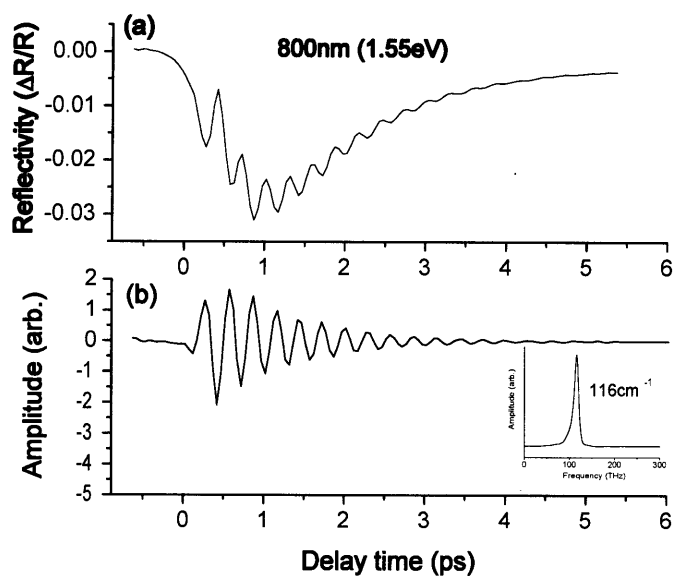 (a)
800nm (1.55eV)
Reflectivity (ΔR/R)
0.00
-0.01
-0.02
-0.03
0 1 2 3 4 5 6
(b)
Amplitude (arb.)
2
1
0
-1
-2
-3
-4
-5
0 1 2 3 4 5 6
Delay time (ps)
116cm -1
Amplitude (arb.)
0 100 200 300
Frequency (THz)